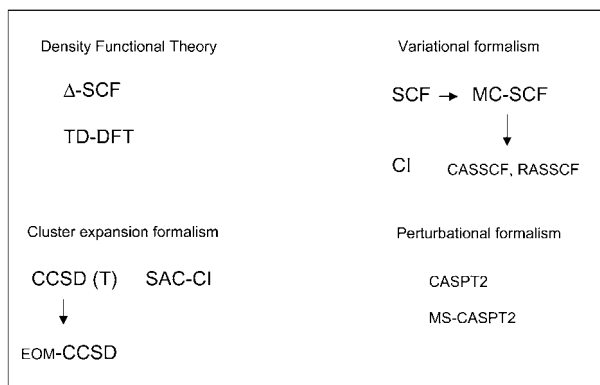 Density Functional Theory
Δ-SCF
TD-DFT
Variational formalism
SCF → MC-SCF
↓
CI CASSCF, RASSCF
Cluster expansion formalism
CCSD (T) SAC-CI
↓
EOM-CCSD
Perturbational formalism
CASPT2
MS-CASPT2